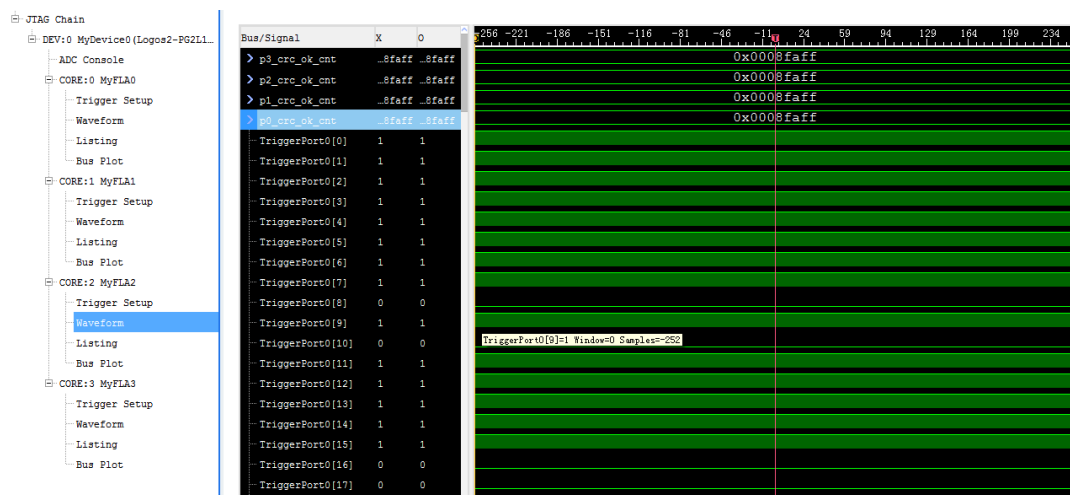 JTAG Chain
DEV:0 MyDevice0(Logos2-PG2L1...
ADC Console
CORE:0 MyFLA0
Trigger Setup
Waveform
Listing
Bus Plot
CORE:1 MyFLA1
Trigger Setup
Waveform
Listing
Bus Plot
CORE:2 MyFLA2
Trigger Setup
Waveform
Listing
Bus Plot
CORE:3 MyFLA3
Trigger Setup
Waveform
Listing
Bus Plot
Bus/Signal X O -256 -221 -186 -151 -116 -81 -46 -11 24 59 94 129 164 199 234
p3_crc_ok_cnt …8faff …8faff 0x0008faff
p2_crc_ok_cnt …8faff …8faff 0x0008faff
p1_crc_ok_cnt …8faff …8faff 0x0008faff
p0_crc_ok_cnt …8faff …8faff 0x0008faff
TriggerPort0[0] 1 1
TriggerPort0[1] 1 1
TriggerPort0[2] 1 1
TriggerPort0[3] 1 1
TriggerPort0[4] 1 1
TriggerPort0[5] 1 1
TriggerPort0[6] 1 1
TriggerPort0[7] 1 1
TriggerPort0[8] 0 0
TriggerPort0[9] 1 1
TriggerPort0[10] 0 0 TriggerPort0[9]=1 Window=0 Samples=-252
TriggerPort0[11] 1 1
TriggerPort0[12] 1 1
TriggerPort0[13] 1 1
TriggerPort0[14] 1 1
TriggerPort0[15] 1 1
TriggerPort0[16] 0 0
TriggerPort0[17] 0 0